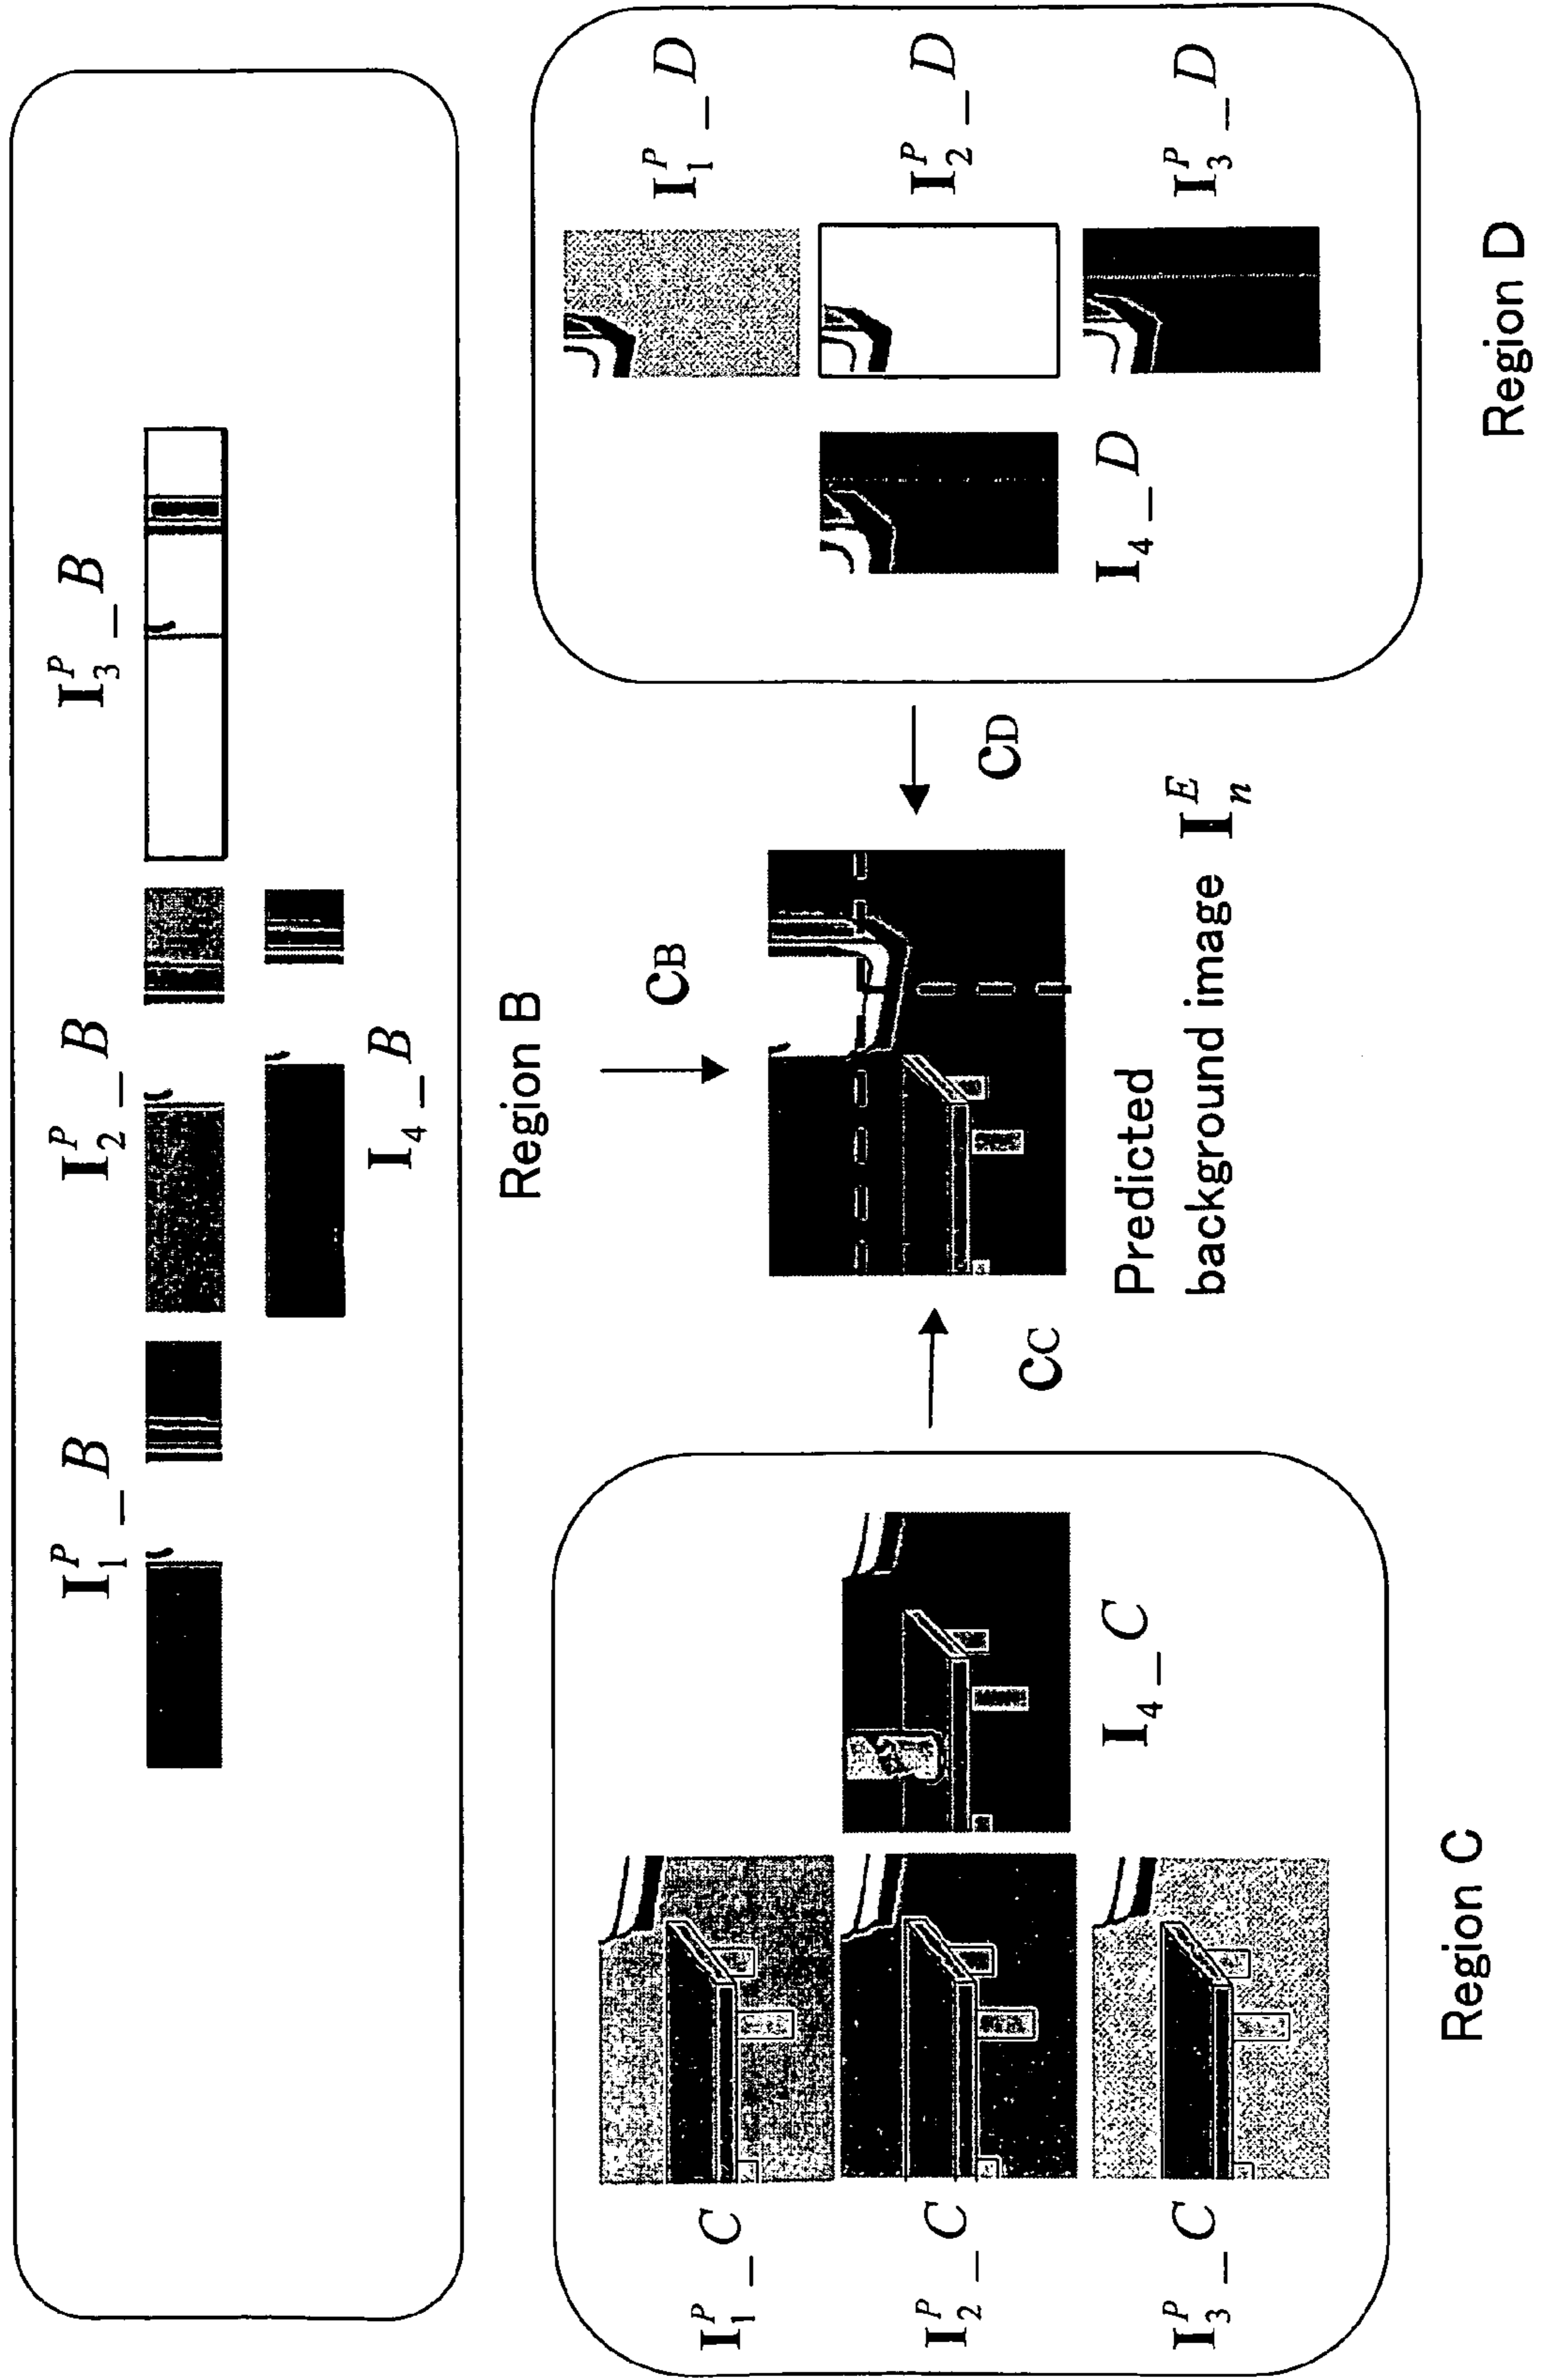 I₁ᴾ_B
I₂ᴾ_B
I₃ᴾ_B
I₄_B
Region B
C_B
I₁ᴾ_C
I₂ᴾ_C
I₃ᴾ_C
I₄_C
Region C
C_C
Predicted
background image Iₙᴱ
C_D
I₄_D
I₁ᴾ_D
I₂ᴾ_D
I₃ᴾ_D
Region D